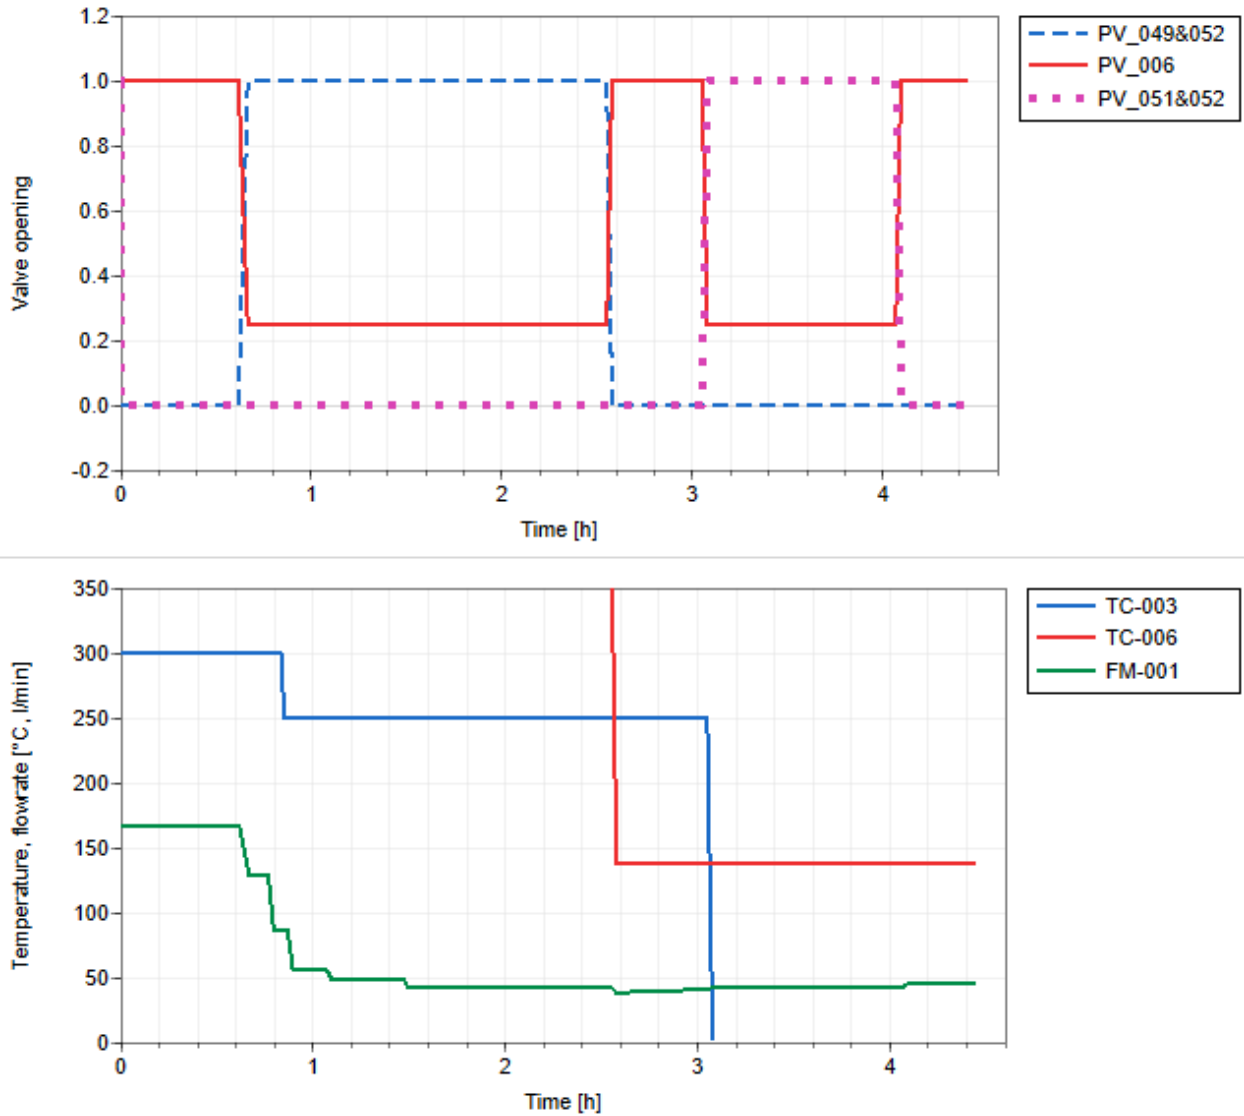 1.2
1.0
0.8
0.6
0.4
0.2
0.0
-0.2
Valve opening
0 1 2 3 4
Time [h]
PV_049&052
PV_006
PV_051&052
350
300
250
200
150
100
50
0
Temperature, flowrate [°C, l/min]
0 1 2 3 4
Time [h]
TC-003
TC-006
FM-001